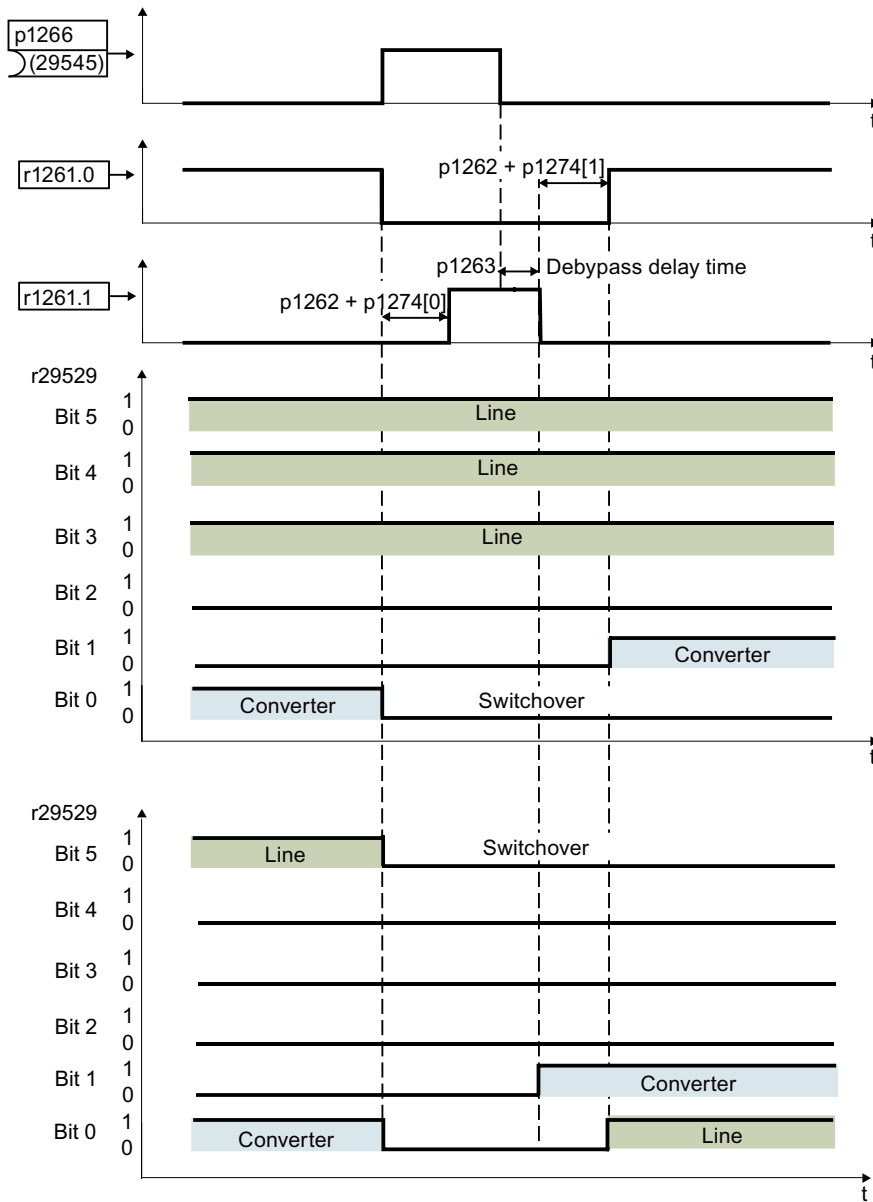 p1266
(29545)
t
r1261.0
p1262 + p1274[1]
t
r1261.1
p1263
Debypass delay time
p1262 + p1274[0]
t
r29529
Bit 5
1
0
Line
Bit 4
1
0
Line
Bit 3
1
0
Line
Bit 2
1
0
Bit 1
1
0
Converter
Bit 0
1
0
Converter
Switchover
t
r29529
Bit 5
1
0
Line
Switchover
Bit 4
1
0
Bit 3
1
0
Bit 2
1
0
Bit 1
1
0
Converter
Bit 0
1
0
Converter
Line
t